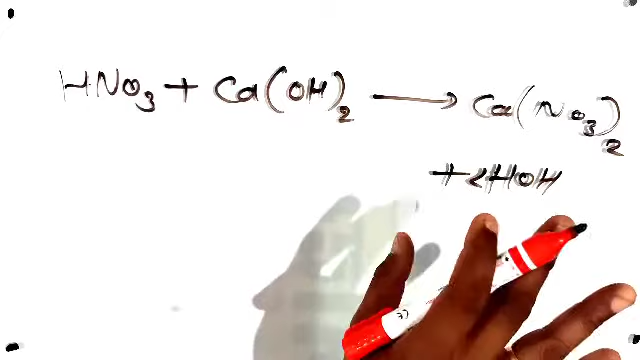 HNO3 + Ca(OH)2 ⟶ Ca(NO3)2
+ 2HOH